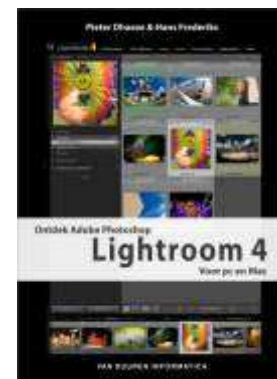 Pieter Dhaeze & Hans Frederiks
Ontdek Adobe Photoshop
Lightroom 4
Voor pc en Mac
VAN DUUREN INFORMATICA